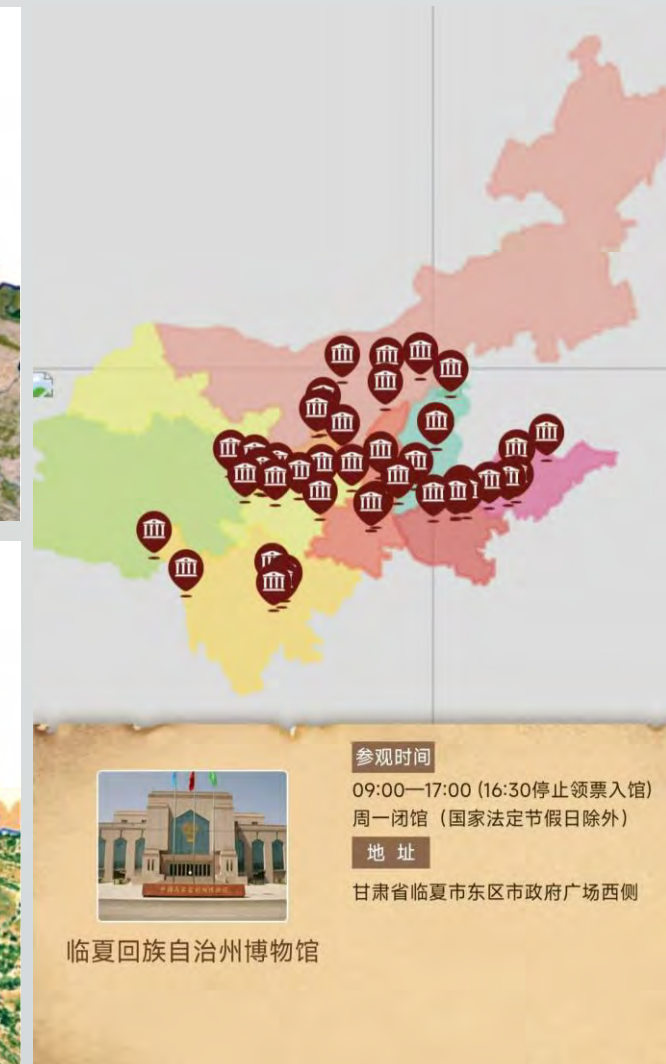 参观时间
09:00—17:00 (16:30停止领票入馆)
周一闭馆（国家法定节假日除外）
地 址
甘肃省临夏市东区市政府广场西侧
临夏回族自治州博物馆